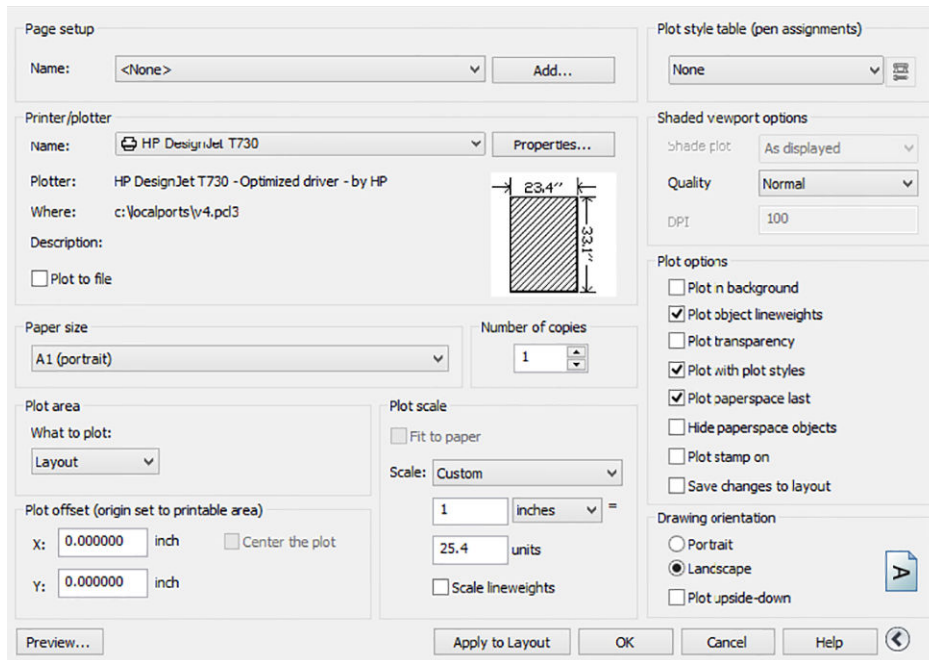 Page setup
Name:
<None>
Add...
Printer/plotter
Name:
HP DesignJet T730
Properties...
Plotter:
HP DesignJet T730 - Optimized driver - by HP
Where:
c:\localports\v4.pcl3
Description:
Plot to file
23.4’’
33.1’’
Paper size
A1 (portrait)
Number of copies
1
Plot area
What to plot:
Layout
Plot offset (origin set to printable area)
X:
0.000000
inch
Center the plot
Y:
0.000000
inch
Plot scale
Fit to paper
Scale:
Custom
1
inches
=
25.4
units
Scale lineweights
Plot style table (pen assignments)
None
Shaded viewport options
Shade plot
As displayed
Quality
Normal
DPI
100
Plot options
Plot in background
Plot object lineweights
Plot transparency
Plot with plot styles
Plot paperspace last
Hide paperspace objects
Plot stamp on
Save changes to layout
Drawing orientation
Portrait
Landscape
Plot upside-down
A
Preview...
Apply to Layout
OK
Cancel
Help